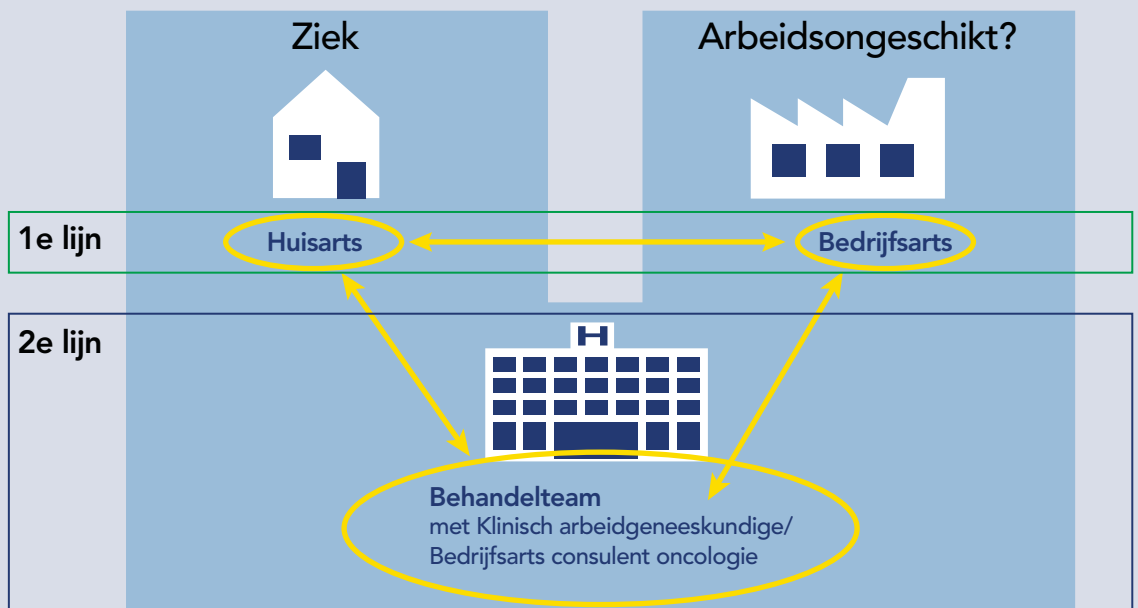 Ziek
Arbeidsongeschikt?
1e lijn
Huisarts
Bedrijfsarts
2e lijn
H
Behandelteam
met Klinisch arbeidgeneeskundige/
Bedrijfsarts consulent oncologie